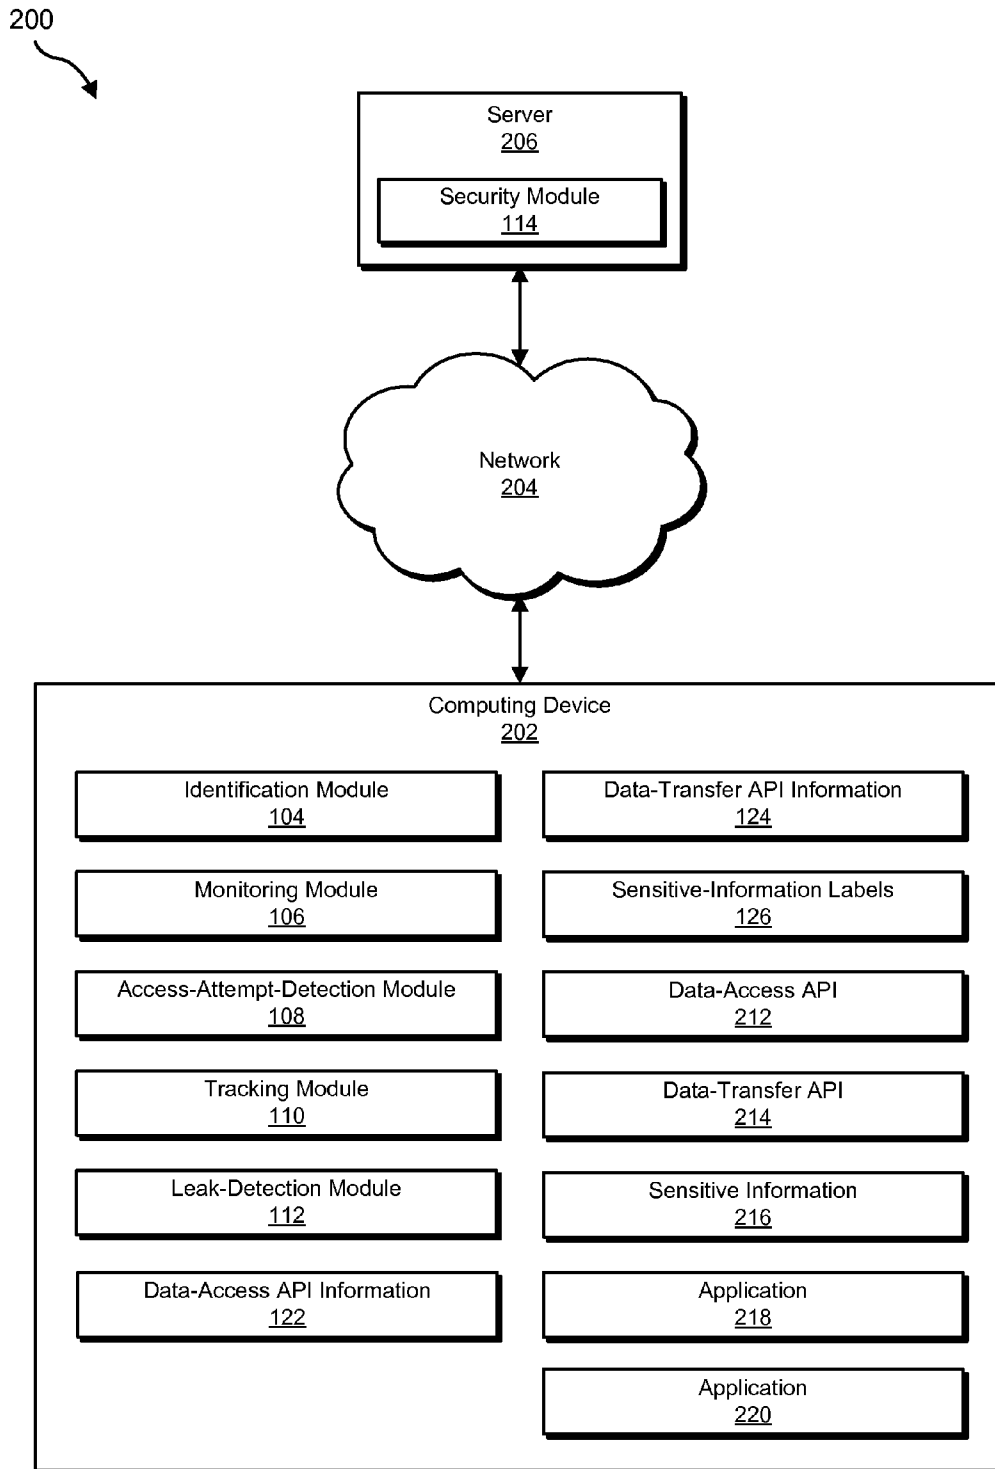 200
Server
206
Security Module
114
Network
204
Computing Device
202
Identification Module
104
Monitoring Module
106
Access-Attempt-Detection Module
108
Tracking Module
110
Leak-Detection Module
112
Data-Access API Information
122
Data-Transfer API Information
124
Sensitive-Information Labels
126
Data-Access API
212
Data-Transfer API
214
Sensitive Information
216
Application
218
Application
220